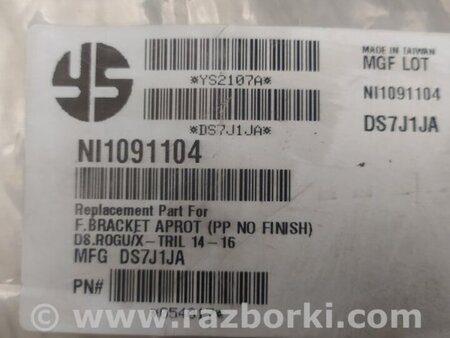 YS
*YS2107A*
MADE IN TAIWAN
MGF LOT
NI1091104
*DS7J1JA*
DS7J1JA
NI1091104
Replacement Part For
F.BRACKET APROT (PP NO FINISH)
DS.ROGU/X-TRIL 14-16
MFG DS7J1JA
PN#
www.razborki.com